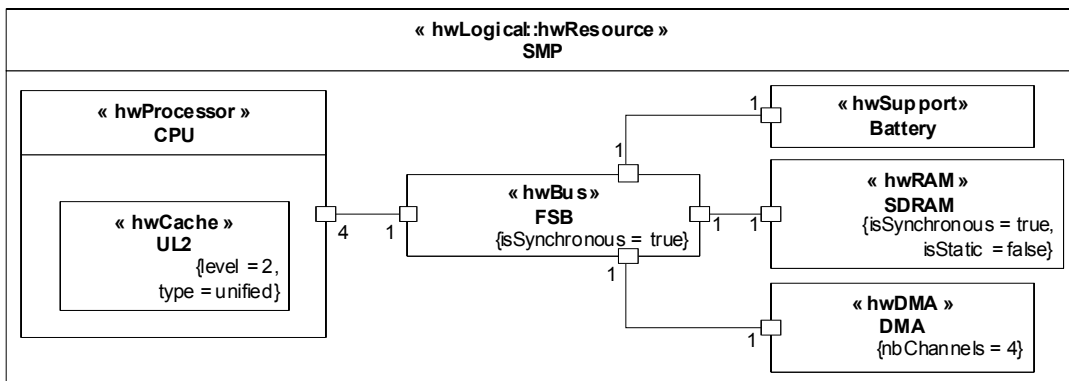 « hwLogical::hwResource »
SMP
« hwProcessor »
CPU
« hwCache »
UL2
{level = 2,
type = unified}
4
1
« hwBus »
FSB
{isSynchronous = true}
1
1
1
1
« hwSupport»
Battery
1
« hwRAM »
SDRAM
{isSynchronous = true,
isStatic = false}
1
« hwDMA »
DMA
{nbChannels = 4}
1